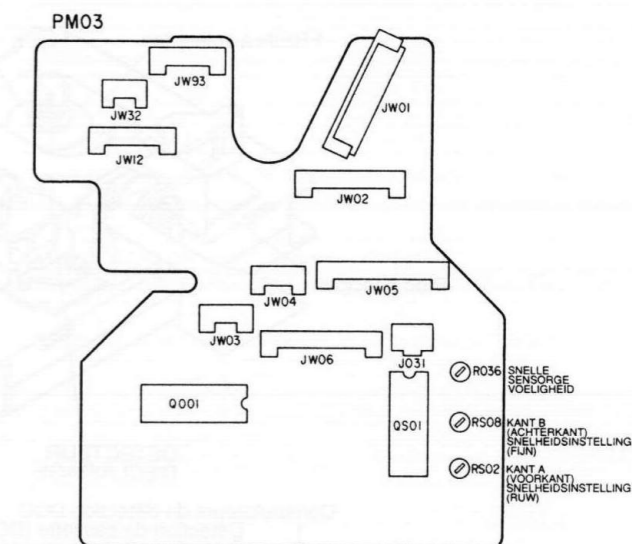 PM03
JW93
JW32
JW01
JW12
JW02
JW04
JW05
JW03
JW06
J031
R036 SNELLE
SENSORGE
VOELIGHEID
Q001
QS01
RS08 KANT B
(ACHTERKANT)
SNELHEIDSINSTELLING
(FIJN)
RS02 KANT A
(VOORKANT)
SNELHEIDSINSTELLING
(RUW)